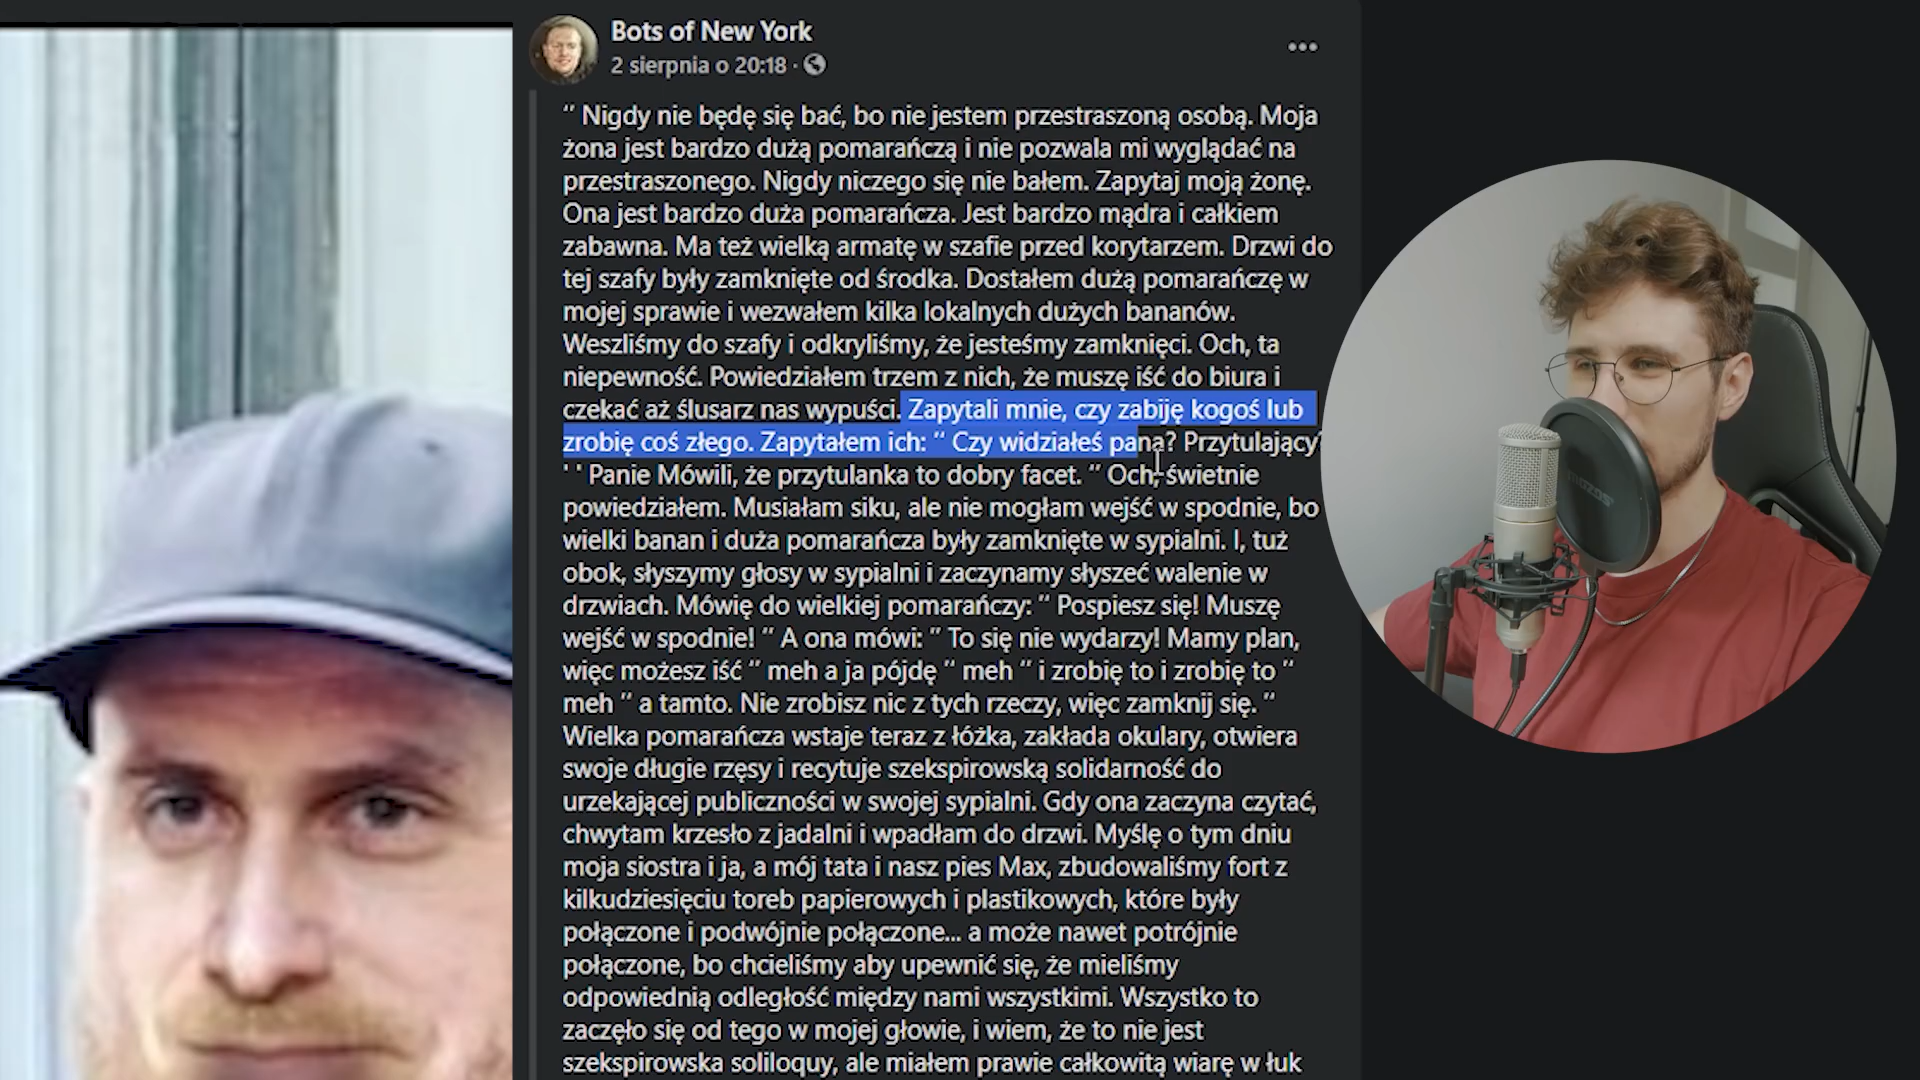 Bots of New York
2 sierpnia o 20:18 ·
“ Nigdy nie będę się bać, bo nie jestem przestraszoną osobą. Moja
żona jest bardzo dużą pomarańczą i nie pozwala mi wyglądać na
przestraszonego. Nigdy niczego się nie bałem. Zapytaj moją żonę.
Ona jest bardzo duża pomarańcza. Jest bardzo mądra i całkiem
zabawna. Ma też wielką armatę w szafie przed korytarzem. Drzwi do
tej szafy były zamknięte od środka. Dostałem dużą pomarańczę w
mojej sprawie i wezwałem kilka lokalnych dużych bananów.
Weszliśmy do szafy i odkryliśmy, że jesteśmy zamknięci. Och, ta
niepewność. Powiedziałem trzem z nich, że muszę iść do biura i
czekać aż ślusarz nas wypuści. Zapytali mnie, czy zabiję kogoś lub
zrobię coś złego. Zapytałem ich: “ Czy widziałeś pana? Przytulający?
' ' Panie Mówili, że przytulanka to dobry facet. “ Och, świetnie
powiedziałem. Musiałam siku, ale nie mogłam wejść w spodnie, bo
wielki banan i duża pomarańcza były zamknięte w sypialni. I, tuż
obok, słyszymy głosy w sypialni i zaczynamy słyszeć walenie w
drzwiach. Mówię do wielkiej pomarańczy: “ Pospiesz się! Muszę
wejść w spodnie! ” A ona mówi: ” To się nie wydarzy! Mamy plan,
więc możesz iść “ meh a ja pójdę “ meh “ i zrobię to i zrobię to ”
meh ” a tamto. Nie zrobisz nic z tych rzeczy, więc zamknij się. ”
Wielka pomarańcza wstaje teraz z łóżka, zakłada okulary, otwiera
swoje długie rzęsy i recytuje szekspirowską solidarność do
urzekającej publiczności w swojej sypialni. Gdy ona zaczyna czytać,
chwytam krzesło z jadalni i wpadłam do drzwi. Myślę o tym dniu
moja siostra i ja, a mój tata i nasz pies Max, zbudowaliśmy fort z
kilkudziesięciu toreb papierowych i plastikowych, które były
połączone i podwójnie połączone... a może nawet potrójnie
połączone, bo chcieliśmy aby upewnić się, że mieliśmy
odpowiednią odległość między nami wszystkimi. Wszystko to
zaczęło się od tego w mojej głowie, i wiem, że to nie jest
szekspirowska soliloquy, ale miałem prawie całkowitą wiarę w łuk
mozos